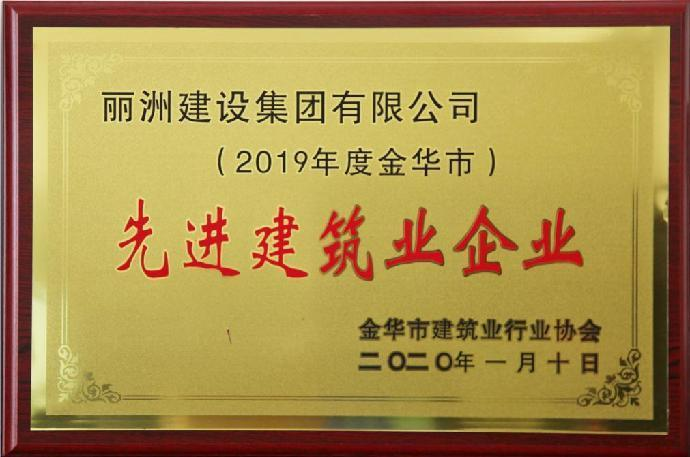 丽洲建设集团有限公司
（2019年度金华市）
先进建筑业企业
金华市建筑业行业协会
二〇二〇年一月十日